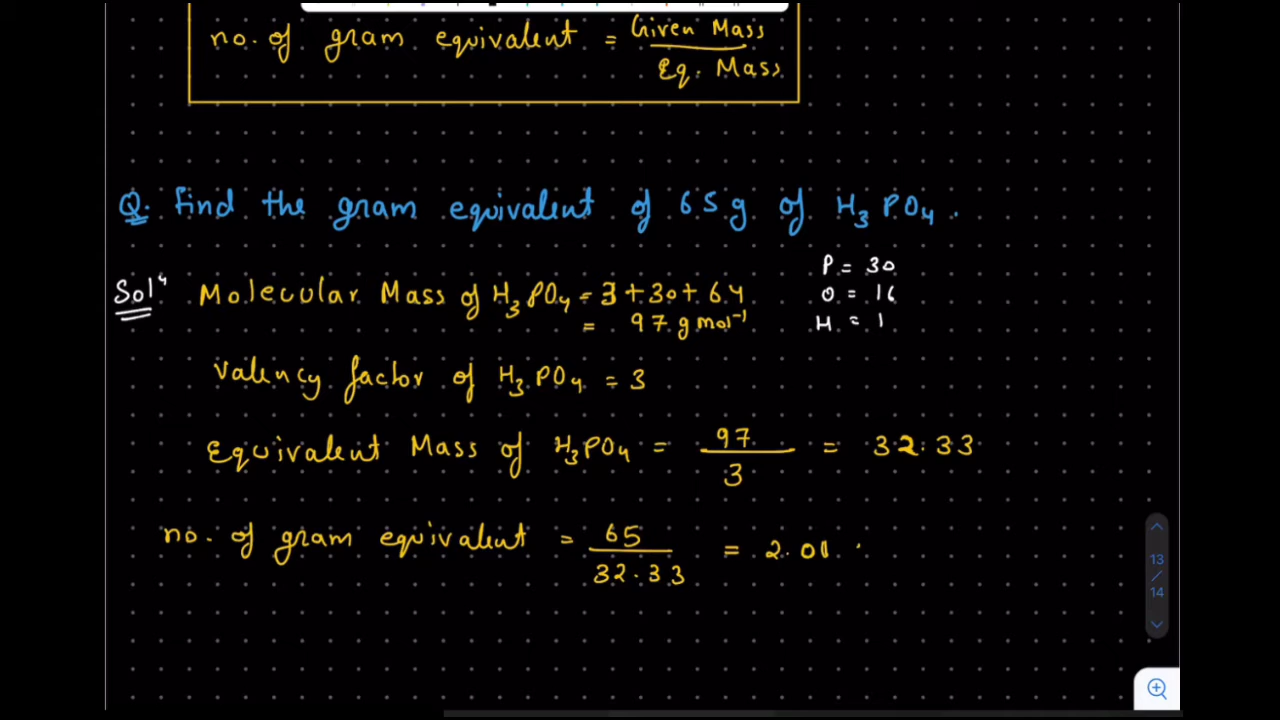 no. of gram equivalent = Given Mass / Eq. Mass
Q. Find the gram equivalent of 65 g of H₃PO₄.
P = 30
O = 16
H = 1
Solⁿ Molecular Mass of H₃PO₄ = 3 + 30 + 64
= 97 g mol⁻¹
Valency factor of H₃PO₄ = 3
Equivalent Mass of H₃PO₄ = 97 / 3 = 32.33
no. of gram equivalent = 65 / 32.33 = 2.01
13
/
14